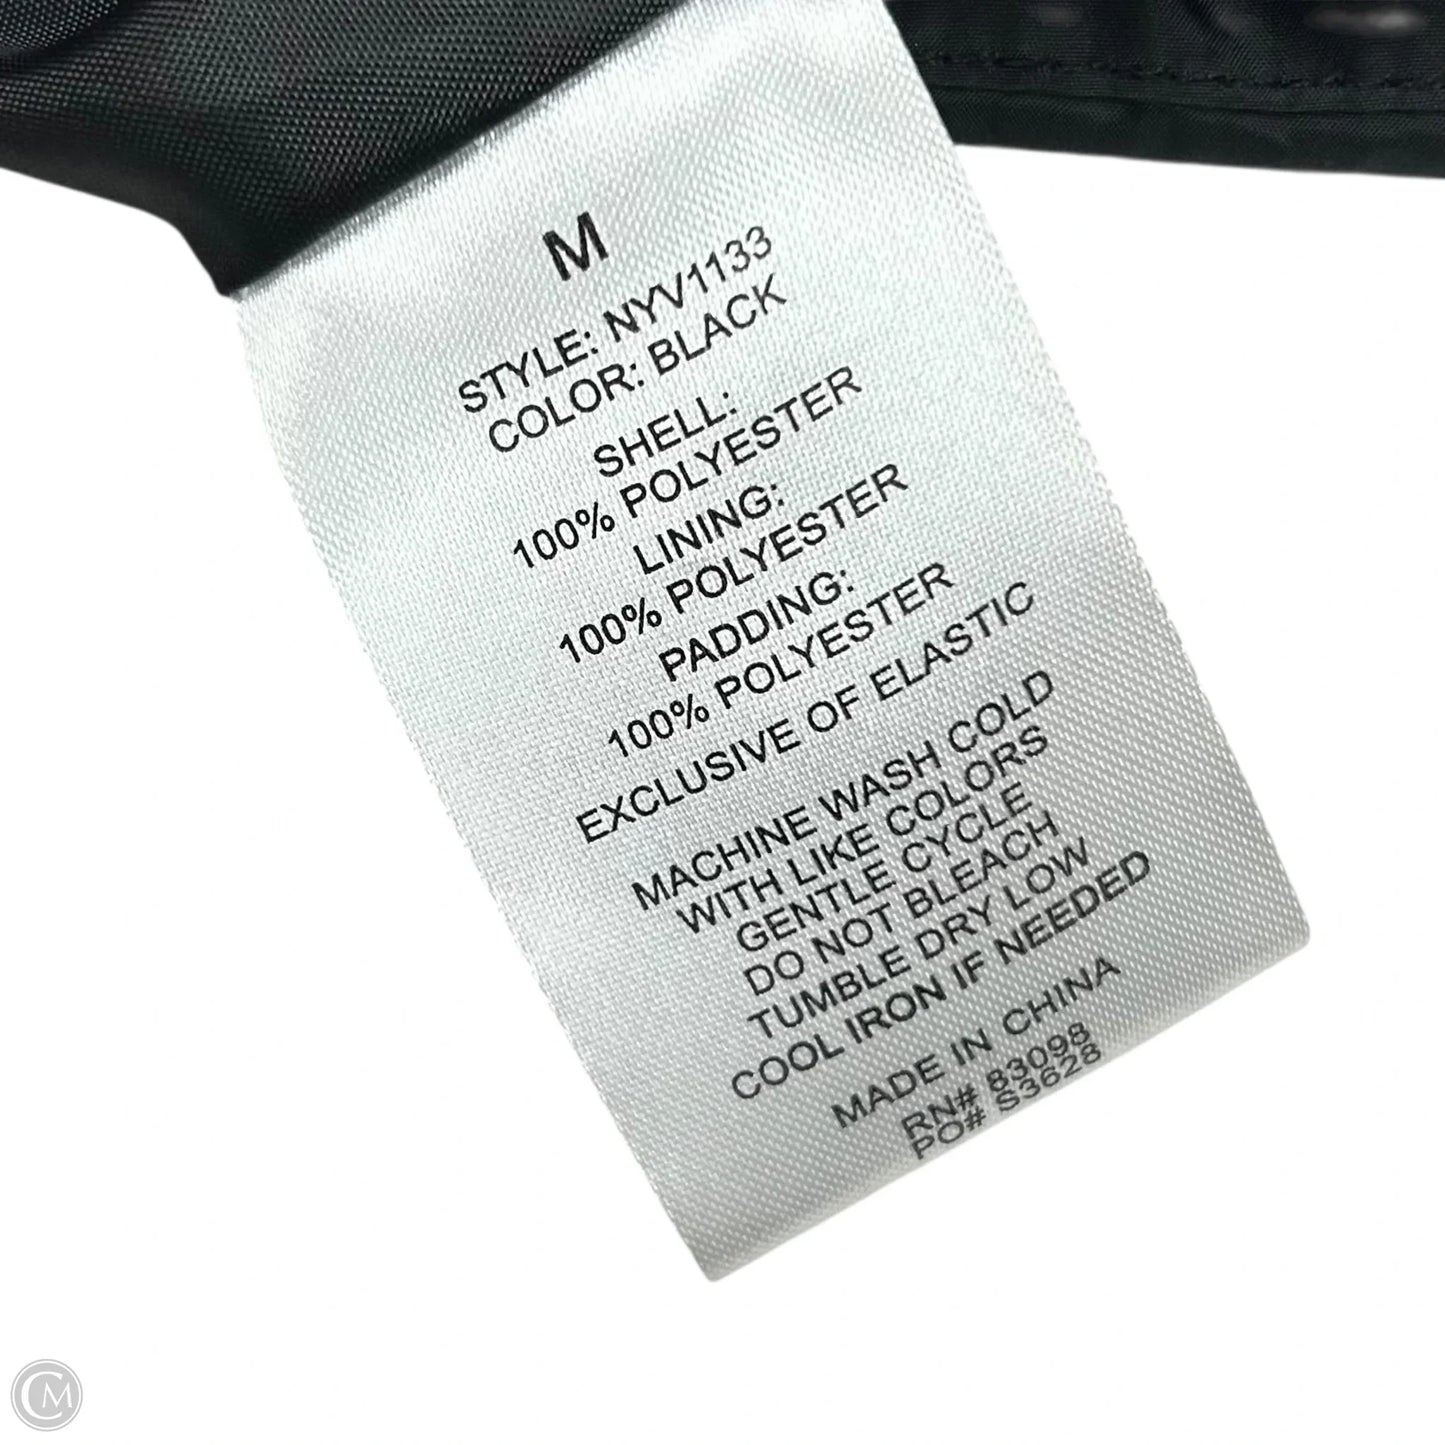 M
STYLE: NYV1133
COLOR: BLACK
SHELL:
100% POLYESTER
LINING:
100% POLYESTER
PADDING:
100% POLYESTER
EXCLUSIVE OF ELASTIC
MACHINE WASH COLD
WITH LIKE COLORS
GENTLE CYCLE
DO NOT BLEACH
TUMBLE DRY LOW
COOL IRON IF NEEDED
MADE IN CHINA
RN# 83098
PO# S3628
CM